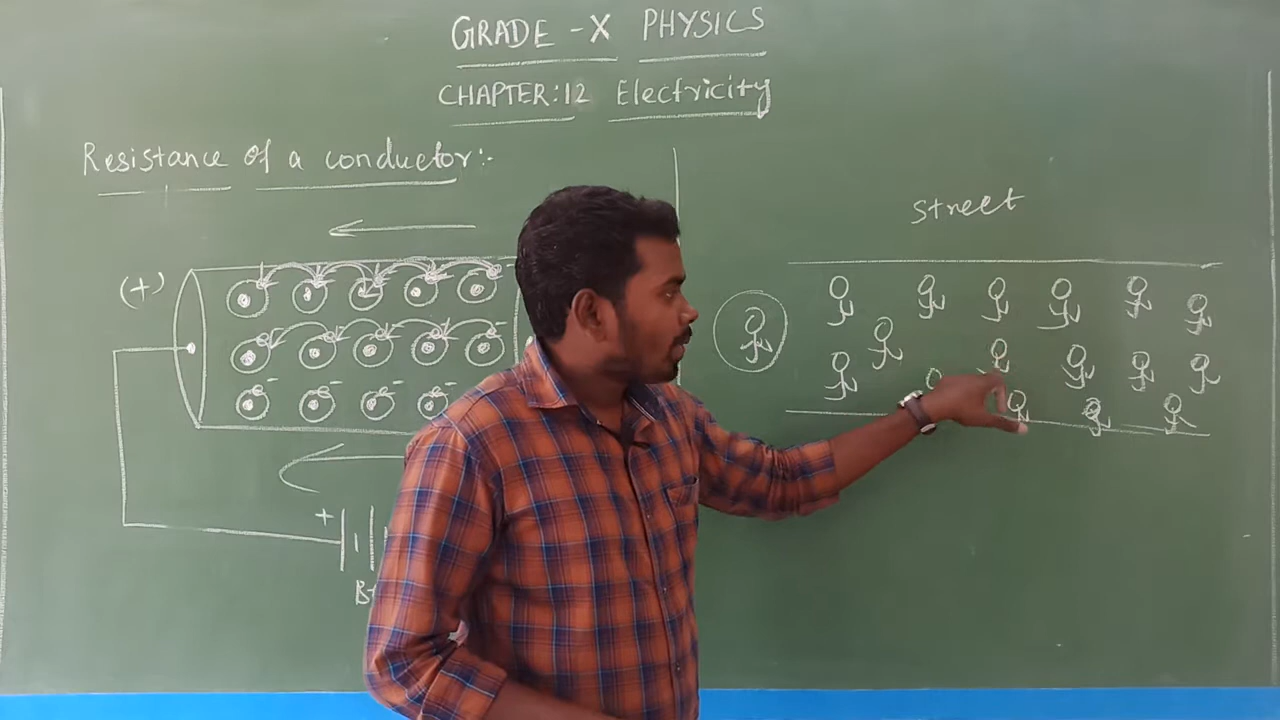 GRADE - X PHYSICS
CHAPTER: 12 Electricity
Resistance of a conductor:-
street
(+)
+